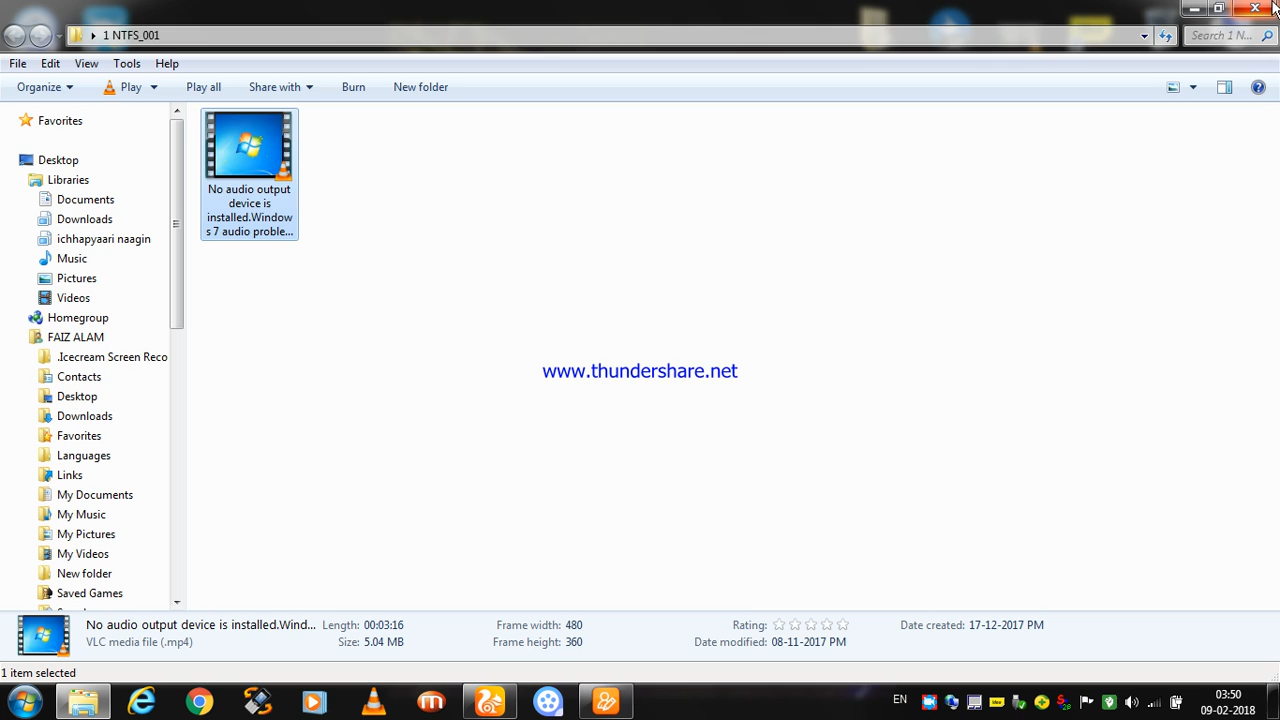 1 NTFS_001
Search 1 N...
File Edit View Tools Help
Organize Play Play all Share with Burn New folder
Favorites
Desktop
Libraries
Documents
Downloads
ichhapyaari naagin
Music
Pictures
Videos
Homegroup
FAIZ ALAM
.Icecream Screen Reco
Contacts
Desktop
Downloads
Favorites
Languages
Links
My Documents
My Music
My Pictures
My Videos
New folder
Saved Games
No audio output
device is
installed.Window
s 7 audio proble...
www.thundershare.net
No audio output device is installed.Wind... Length: 00:03:16 Frame width: 480 Rating: Date created: 17-12-2017 PM
VLC media file (.mp4) Size: 5.04 MB Frame height: 360 Date modified: 08-11-2017 PM
1 item selected
EN
03:50
09-02-2018